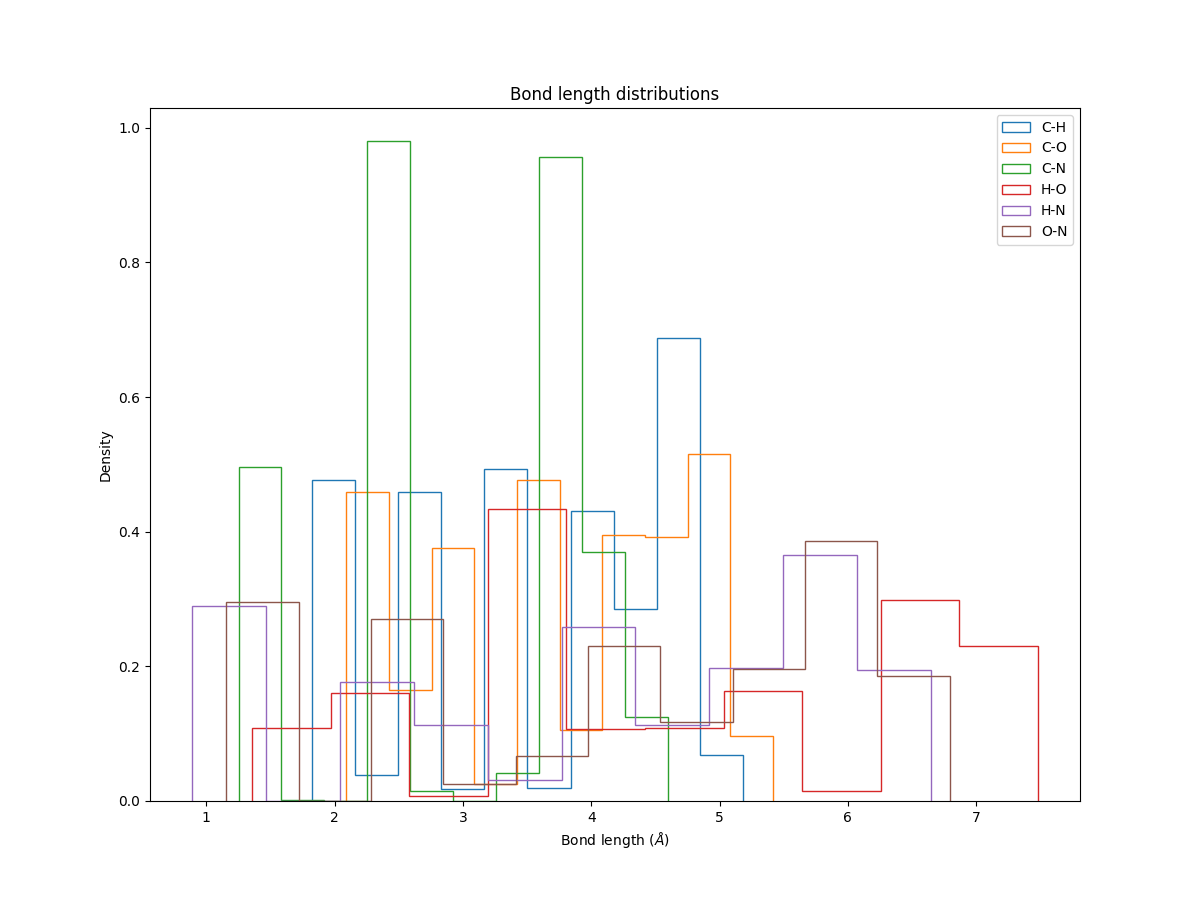 Bond length distributions
C-H
C-O
C-N
H-O
H-N
O-N
1.0
0.8
0.6
0.4
0.2
0.0
Density
1 2 3 4 5 6 7
Bond length (Å)